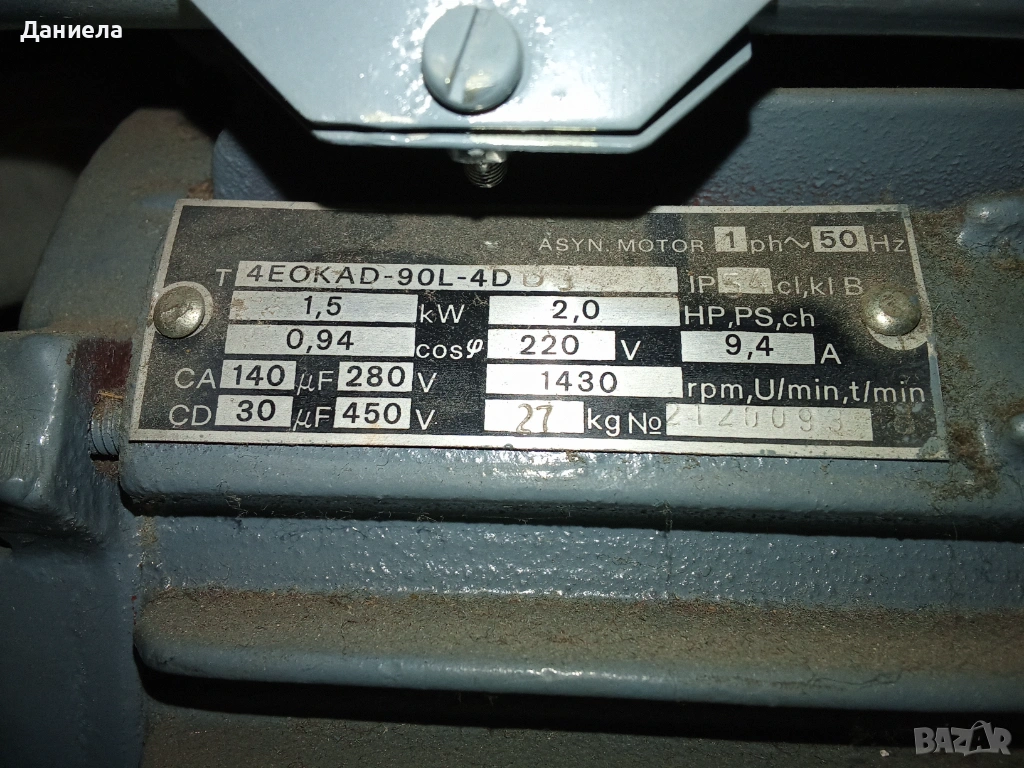 Даниела
ASYN. MOTOR 1 ph~ 50 Hz
T 4EOKAD-90L-4D IP 54 cl,kl B
1,5 kW 2,0 HP,PS,ch
0,94 cosφ 220 V 9,4 A
CA 140 µF 280 V 1430 rpm,U/min,t/min
CD 30 µF 450 V 27 kg №
BAZAR